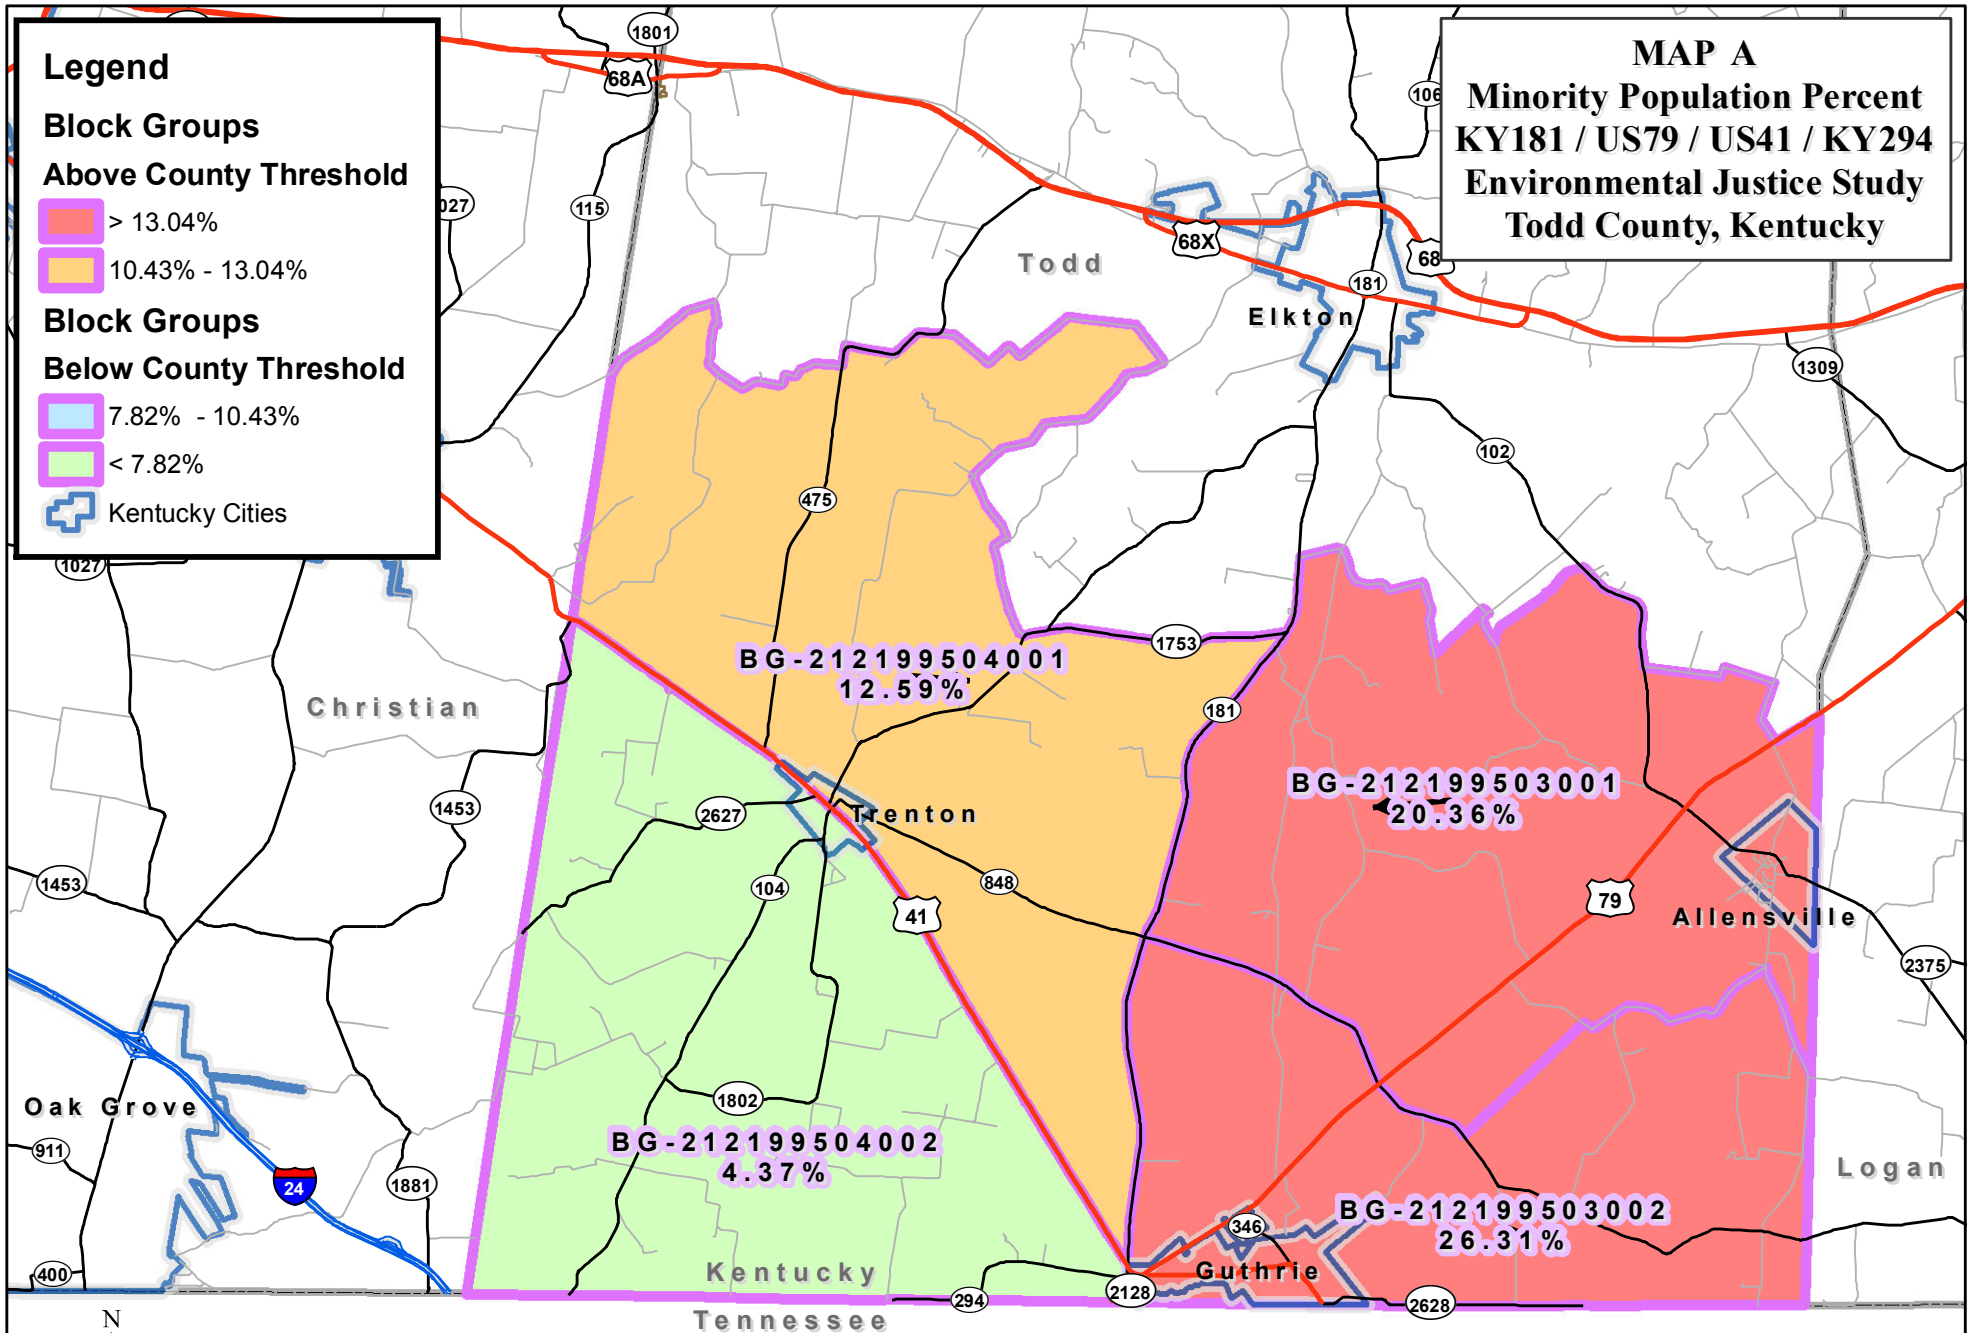 Legend
Block Groups
Above County Threshold
> 13.04%
10.43% - 13.04%
Block Groups
Below County Threshold
7.82% - 10.43%
< 7.82%
Kentucky Cities
MAP A
Minority Population Percent
KY181 / US79 / US41 / KY294
Environmental Justice Study
Todd County, Kentucky
1801
68A
106
027
115
68X
68
Todd
181
Elkton
1309
102
475
1027
1753
BG-212199504001
12.59%
Christian
181
BG-212199503001
20.36%
1453
2627
Trenton
1453
104
848
41
79
Allensville
2375
1802
Oak Grove
BG-212199504002
4.37%
911
24
1881
Logan
BG-212199503002
26.31%
346
Guthrie
400
Kentucky
294
2128
2628
Tennessee
N